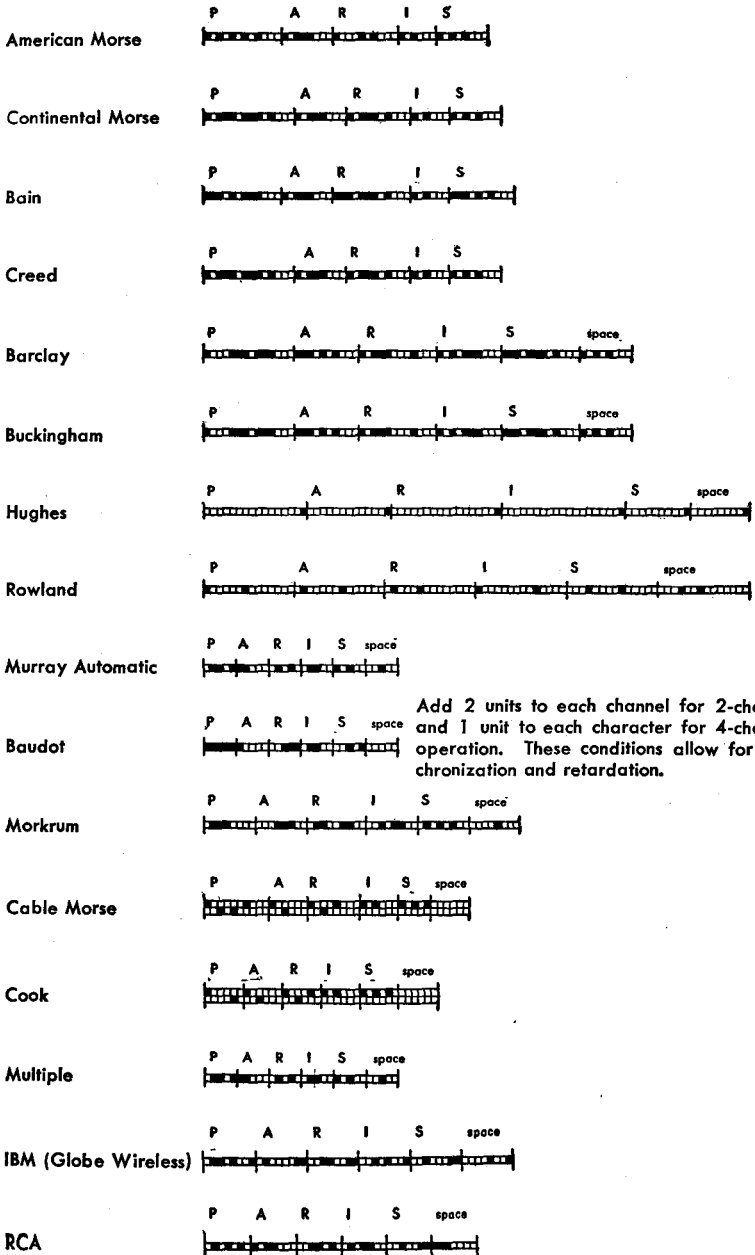 P A R I S
American Morse
P A R I S
Continental Morse
P A R I S
Bain
P A R I S
Creed
P A R I S space
Barclay
P A R I S space
Buckingham
P A R I S space
Hughes
P A R I S space
Rowland
P A R I S space
Murray Automatic
P A R I S space
Baudot
Add 2 units to each channel for 2-cha
and 1 unit to each character for 4-cha
operation. These conditions allow for
chronization and retardation.
P A R I S space
Morkrum
P A R I S space
Cable Morse
P A R I S space
Cook
P A R I S space
Multiple
P A R I S space
IBM (Globe Wireless)
P A R I S space
RCA